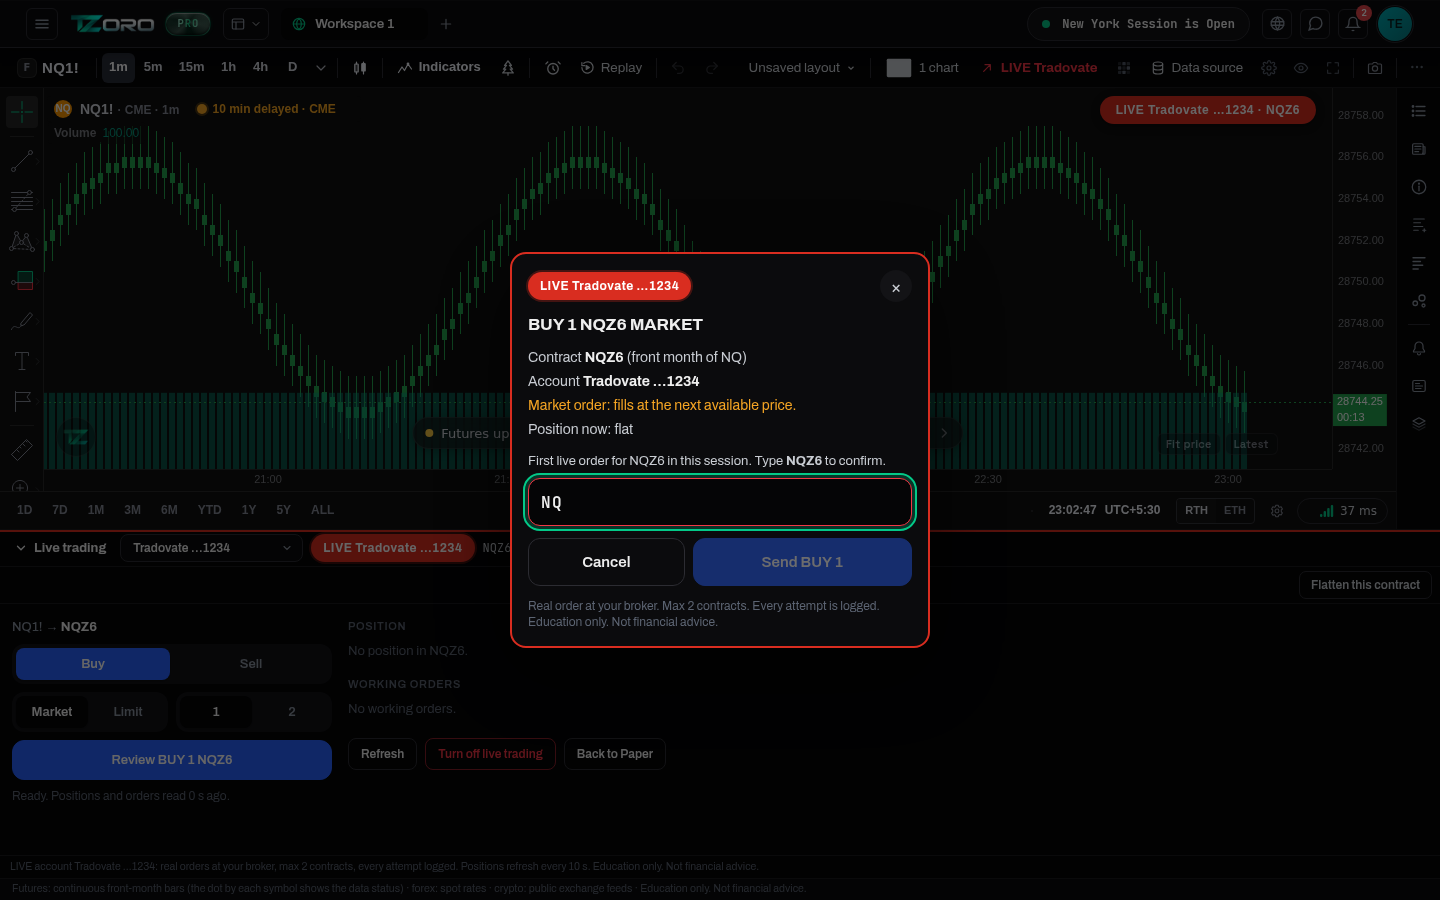 TZORO PRO Workspace 1 New York Session is Open 2 TE
F NQ1! 1m 5m 15m 1h 4h D Indicators Replay Unsaved layout 1 chart LIVE Tradovate Data source
NQ NQ1! · CME · 1m 10 min delayed · CME
LIVE Tradovate ...1234 · NQZ6
Volume 100.00
28758.00
28756.00
28754.00
28752.00
28750.00
28748.00
28746.00
28744.25
00:13
28742.00
LIVE Tradovate ...1234 ×
BUY 1 NQZ6 MARKET
Contract NQZ6 (front month of NQ)
Account Tradovate ...1234
Market order: fills at the next available price.
Position now: flat
First live order for NQZ6 in this session. Type NQZ6 to confirm.
NQ
Cancel Send BUY 1
Real order at your broker. Max 2 contracts. Every attempt is logged.
Education only. Not financial advice.
Futures up
Fit price Latest
21:00 21: 22:30 23:00
1D 7D 1M 3M 6M YTD 1Y 5Y ALL 23:02:47 UTC+5:30 RTH ETH 37 ms
Live trading Tradovate ...1234 LIVE Tradovate ...1234 NQZ6
Flatten this contract
NQ1! → NQZ6
Buy Sell
Market Limit 1 2
Review BUY 1 NQZ6
Ready. Positions and orders read 0 s ago.
POSITION
No position in NQZ6.
WORKING ORDERS
No working orders.
Refresh Turn off live trading Back to Paper
LIVE account Tradovate ...1234: real orders at your broker, max 2 contracts, every attempt logged. Positions refresh every 10 s. Education only. Not financial advice.
Futures: continuous front-month bars (the dot by each symbol shows the data status) · forex: spot rates · crypto: public exchange feeds · Education only. Not financial advice.